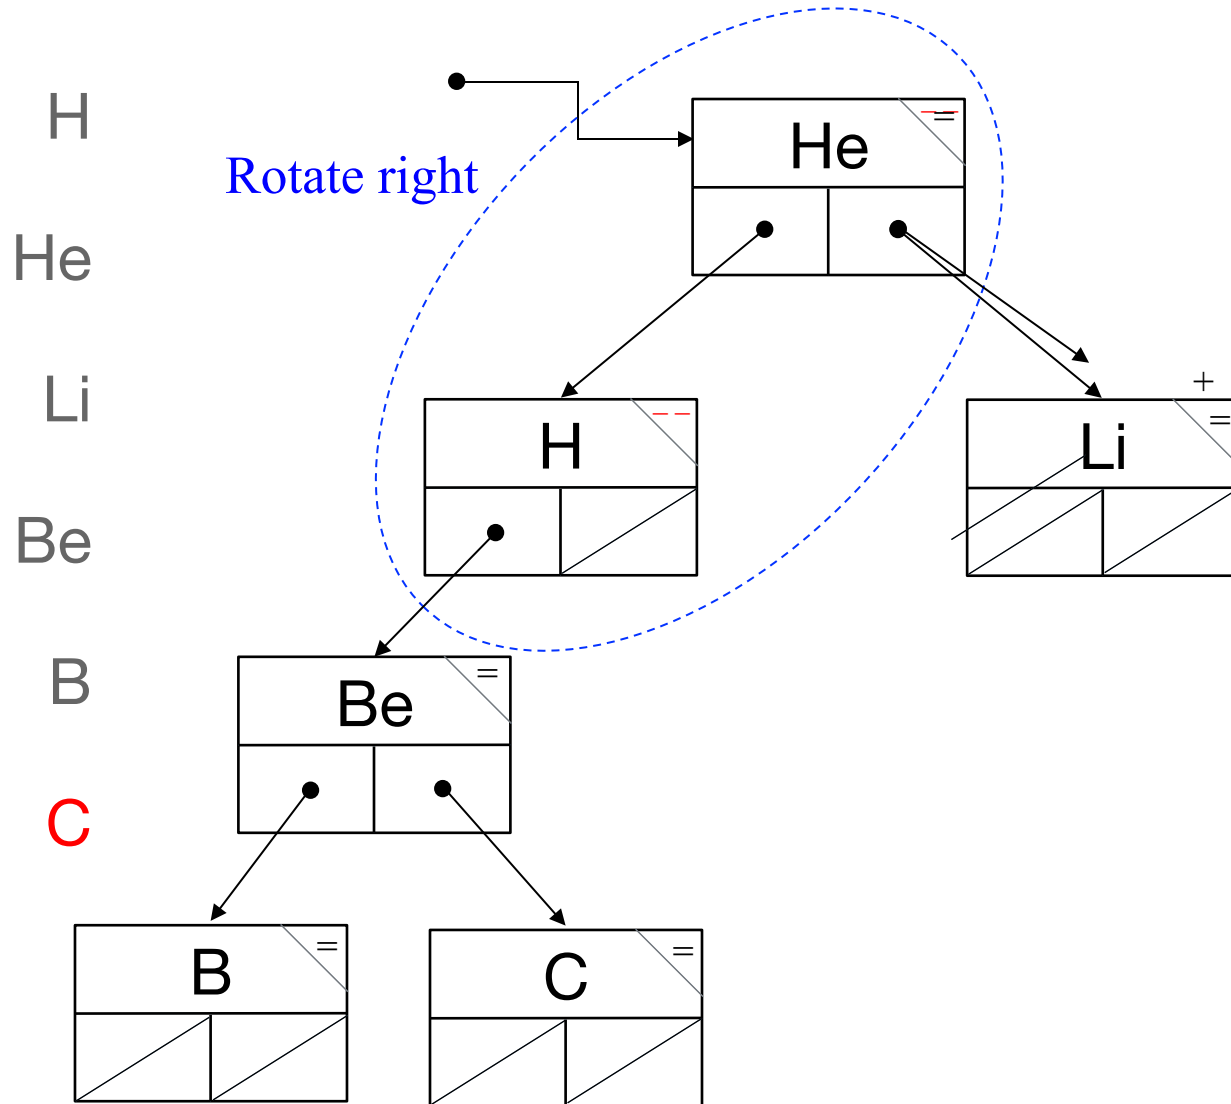 H
He
Li
Be
B
C
Rotate right
He
— — =
H
— —
+
Li
=
Be
=
B
=
C
=